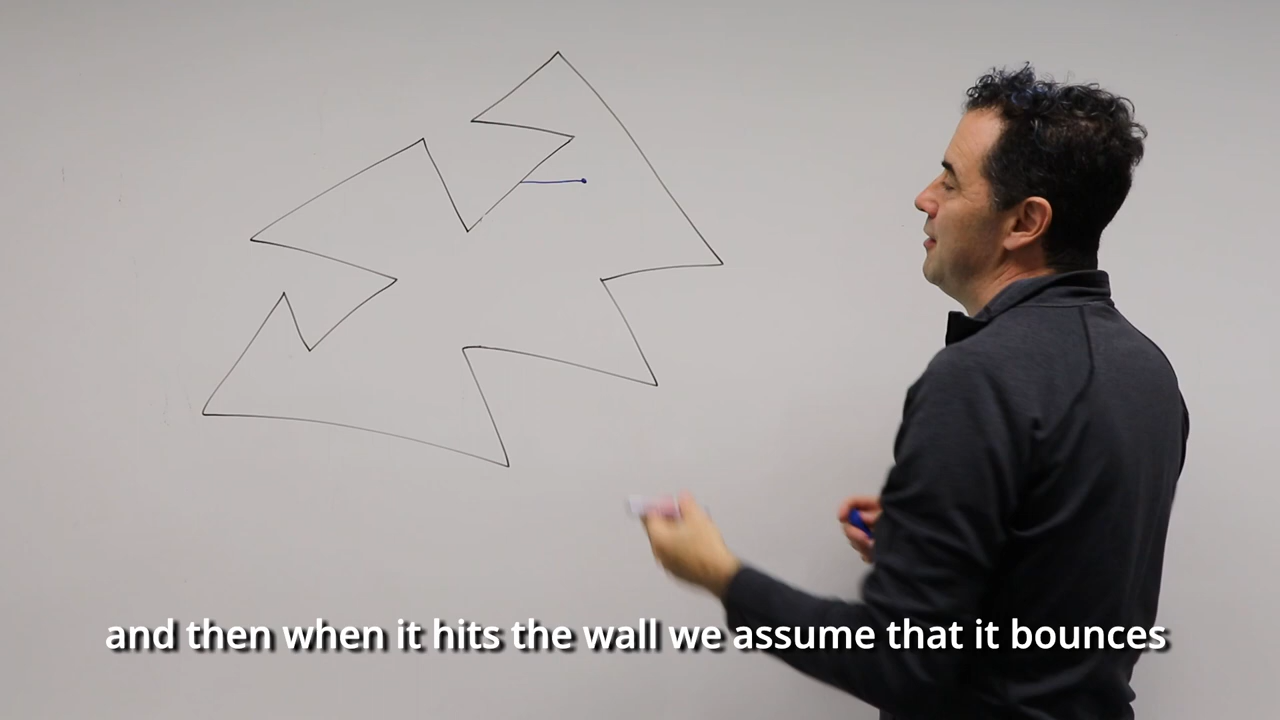 and then when it hits the wall we assume that it bounces